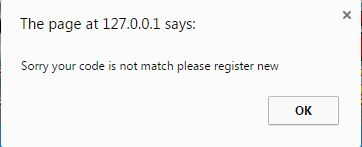 The page at 127.0.0.1 says:
Sorry your code is not match please register new
OK